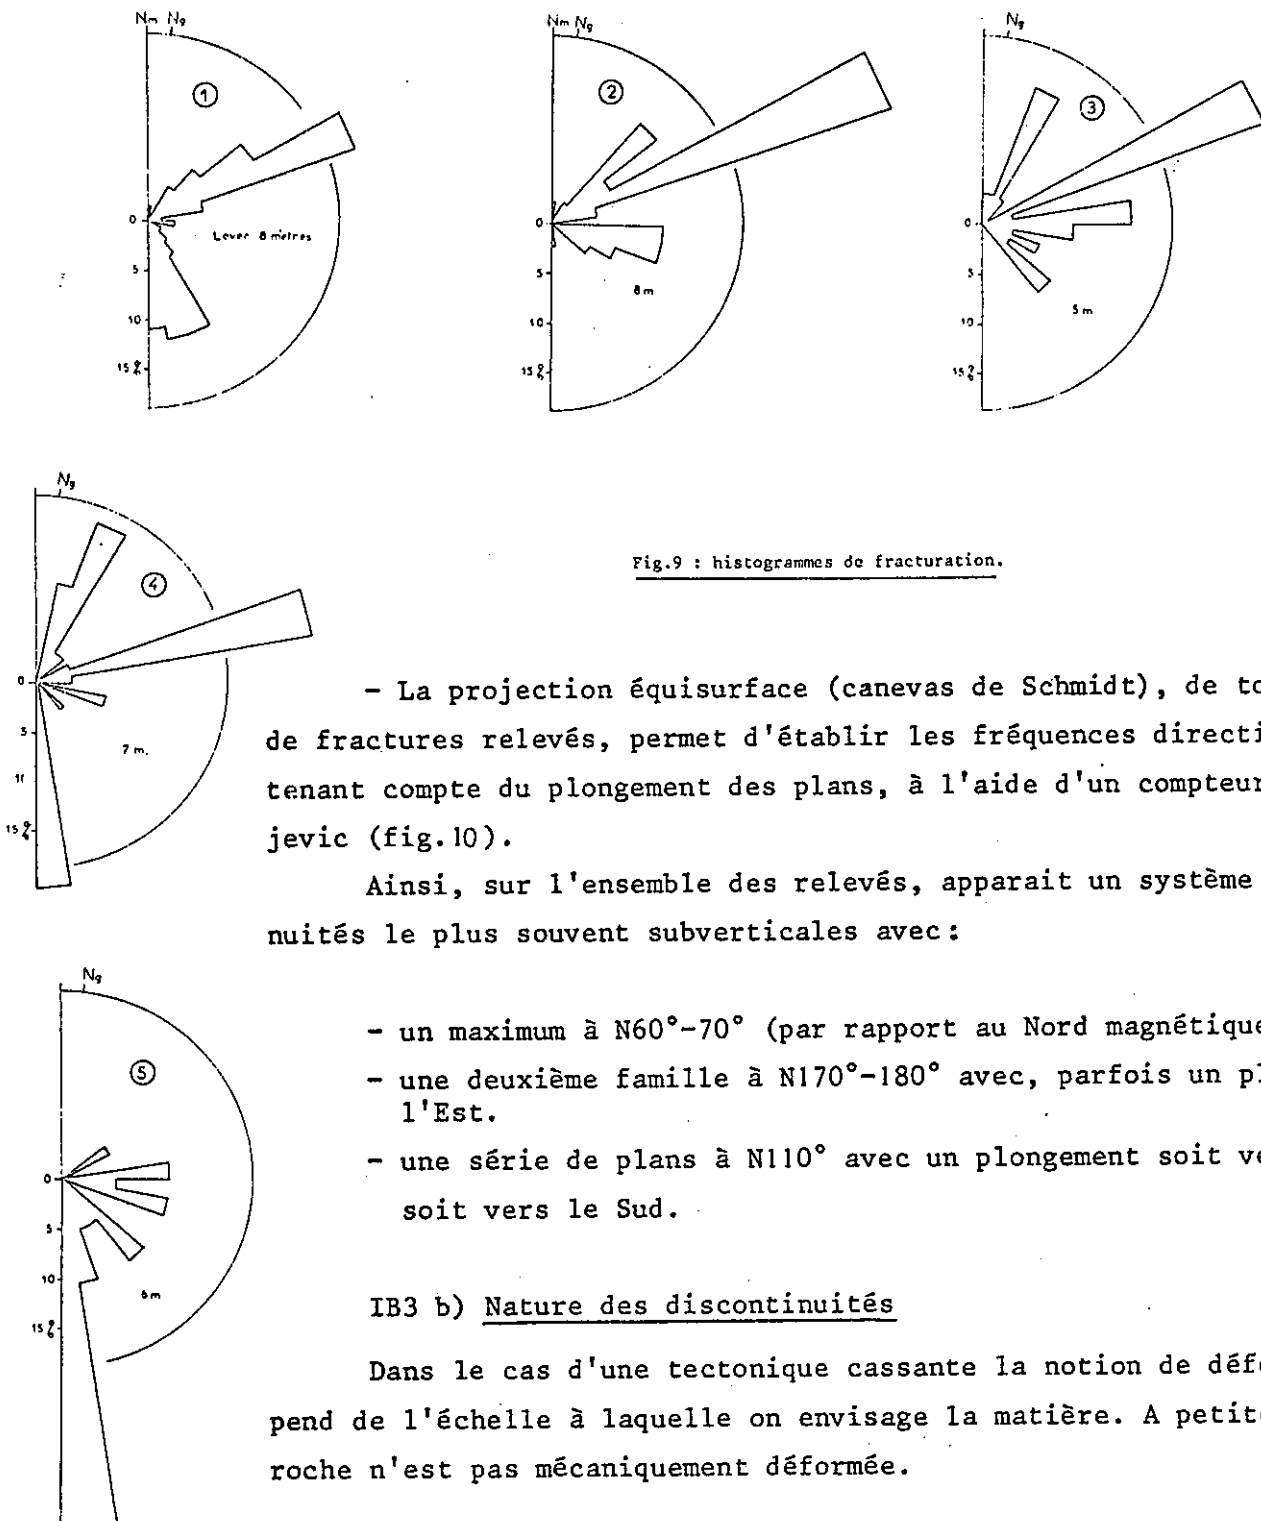 Nm Ng
1
0
Lever 8 mètres
5
10
15 %
Nm Ng
2
0
8 m
5
10
15 %
Ng
3
0
5 m
5
10
15 %
Ng
4
0
5
7 m.
15 %
Fig.9 : histogrammes de fracturation.
- La projection équisurface (canevas de Schmidt), de
de fractures relevés, permet d'établir les fréquences
tenant compte du plongement des plans, à l'aide d'un compteur
jevic (fig.10).
Ainsi, sur l'ensemble des relevés, apparait un système
nuités le plus souvent subverticales avec:
Ng
5
0
5
10
15 %
- un maximum à N60°-70° (par rapport au Nord magnétique
- une deuxième famille à N170°-180° avec, parfois un
l'Est.
- une série de plans à N110° avec un plongement soit
soit vers le Sud.
IB3 b) Nature des discontinuités
Dans le cas d'une tectonique cassante la notion de
pend de l'échelle à laquelle on envisage la matière. A
roche n'est pas mécaniquement déformée.